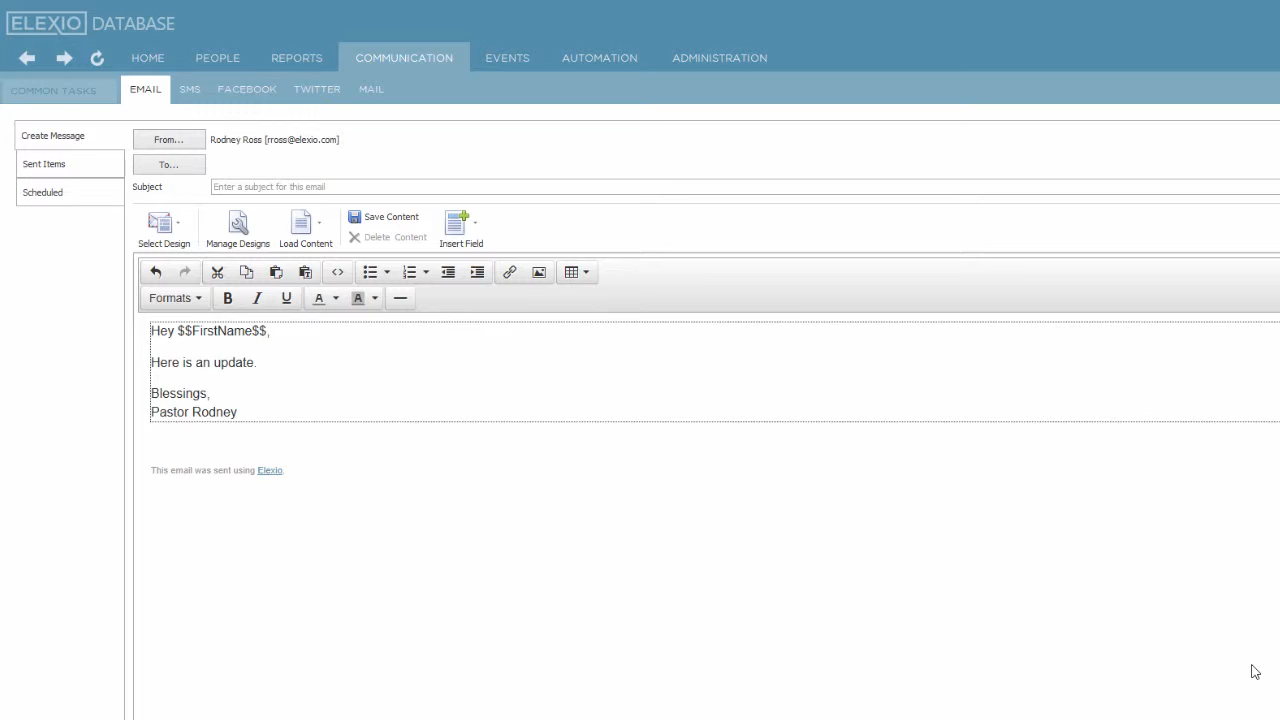 ELEXIO DATABASE
HOME PEOPLE REPORTS COMMUNICATION EVENTS AUTOMATION ADMINISTRATION
COMMON TASKS EMAIL SMS FACEBOOK TWITTER MAIL
Create Message
Sent Items
Scheduled
From... Rodney Ross [rross@elexio.com]
To...
Subject Enter a subject for this email
Select Design Manage Designs Load Content Save Content Delete Content Insert Field
Formats B I U A A
Hey $$FirstName$$,
Here is an update.
Blessings,
Pastor Rodney
This email was sent using Elexio.